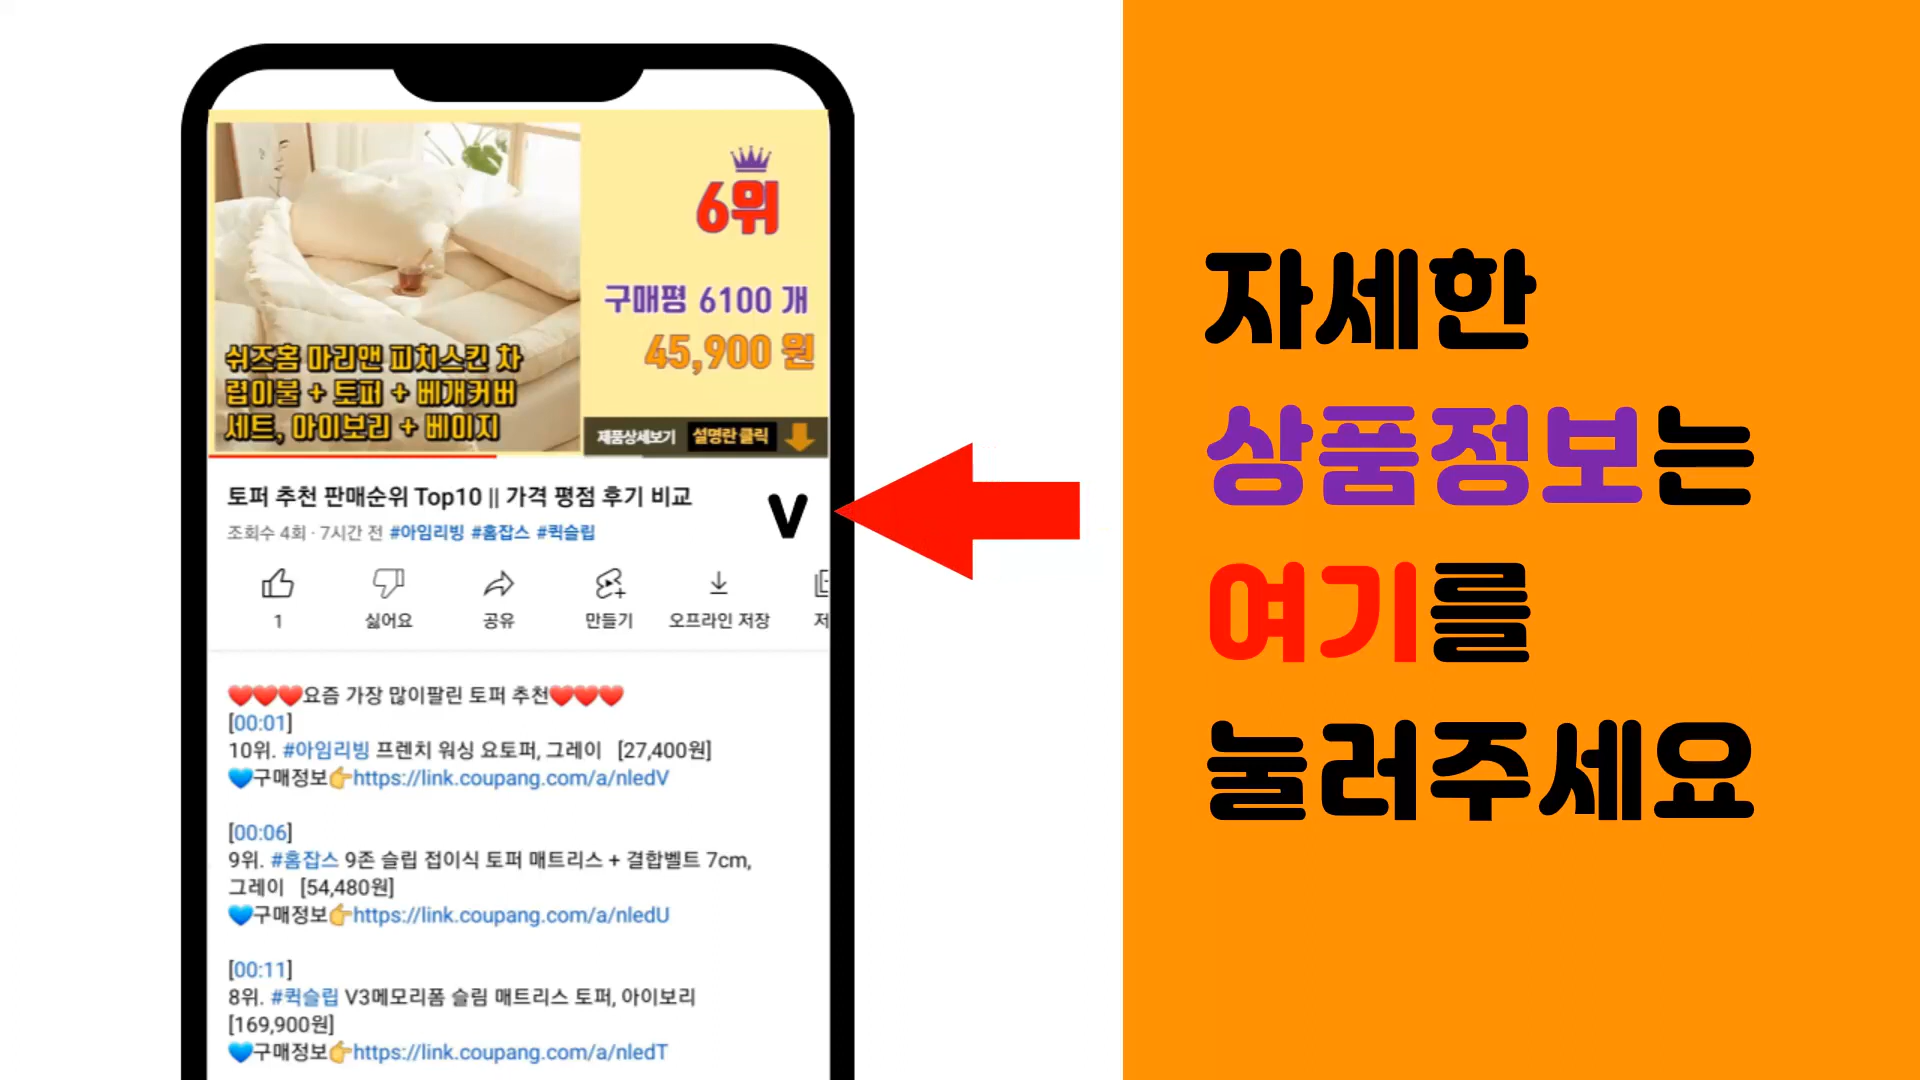 6위
구매평 6100 개
45,900 원
쉬즈홈 마리앤 피치스킨 차
렵이불 + 토퍼 + 베개커버
세트, 아이보리 + 베이지
제품상세보기 설명란 클릭
토퍼 추천 판매순위 Top10 || 가격 평점 후기 비교
V
조회수 4회 · 7시간 전 #아임리빙 #홈잡스 #퀵슬립
1 싫어요 공유 만들기 오프라인 저장 저
❤️❤️❤️요즘 가장 많이팔린 토퍼 추천❤️❤️❤️
[00:01]
10위. #아임리빙 프렌치 워싱 요토퍼, 그레이 [27,400원]
💙구매정보👉https://link.coupang.com/a/nledV
[00:06]
9위. #홈잡스 9존 슬립 접이식 토퍼 매트리스 + 결합벨트 7cm,
그레이 [54,480원]
💙구매정보👉https://link.coupang.com/a/nledU
[00:11]
8위. #퀵슬립 V3메모리폼 슬림 매트리스 토퍼, 아이보리
[169,900원]
💙구매정보👉https://link.coupang.com/a/nledT
자세한
상품정보는
여기를
눌러주세요